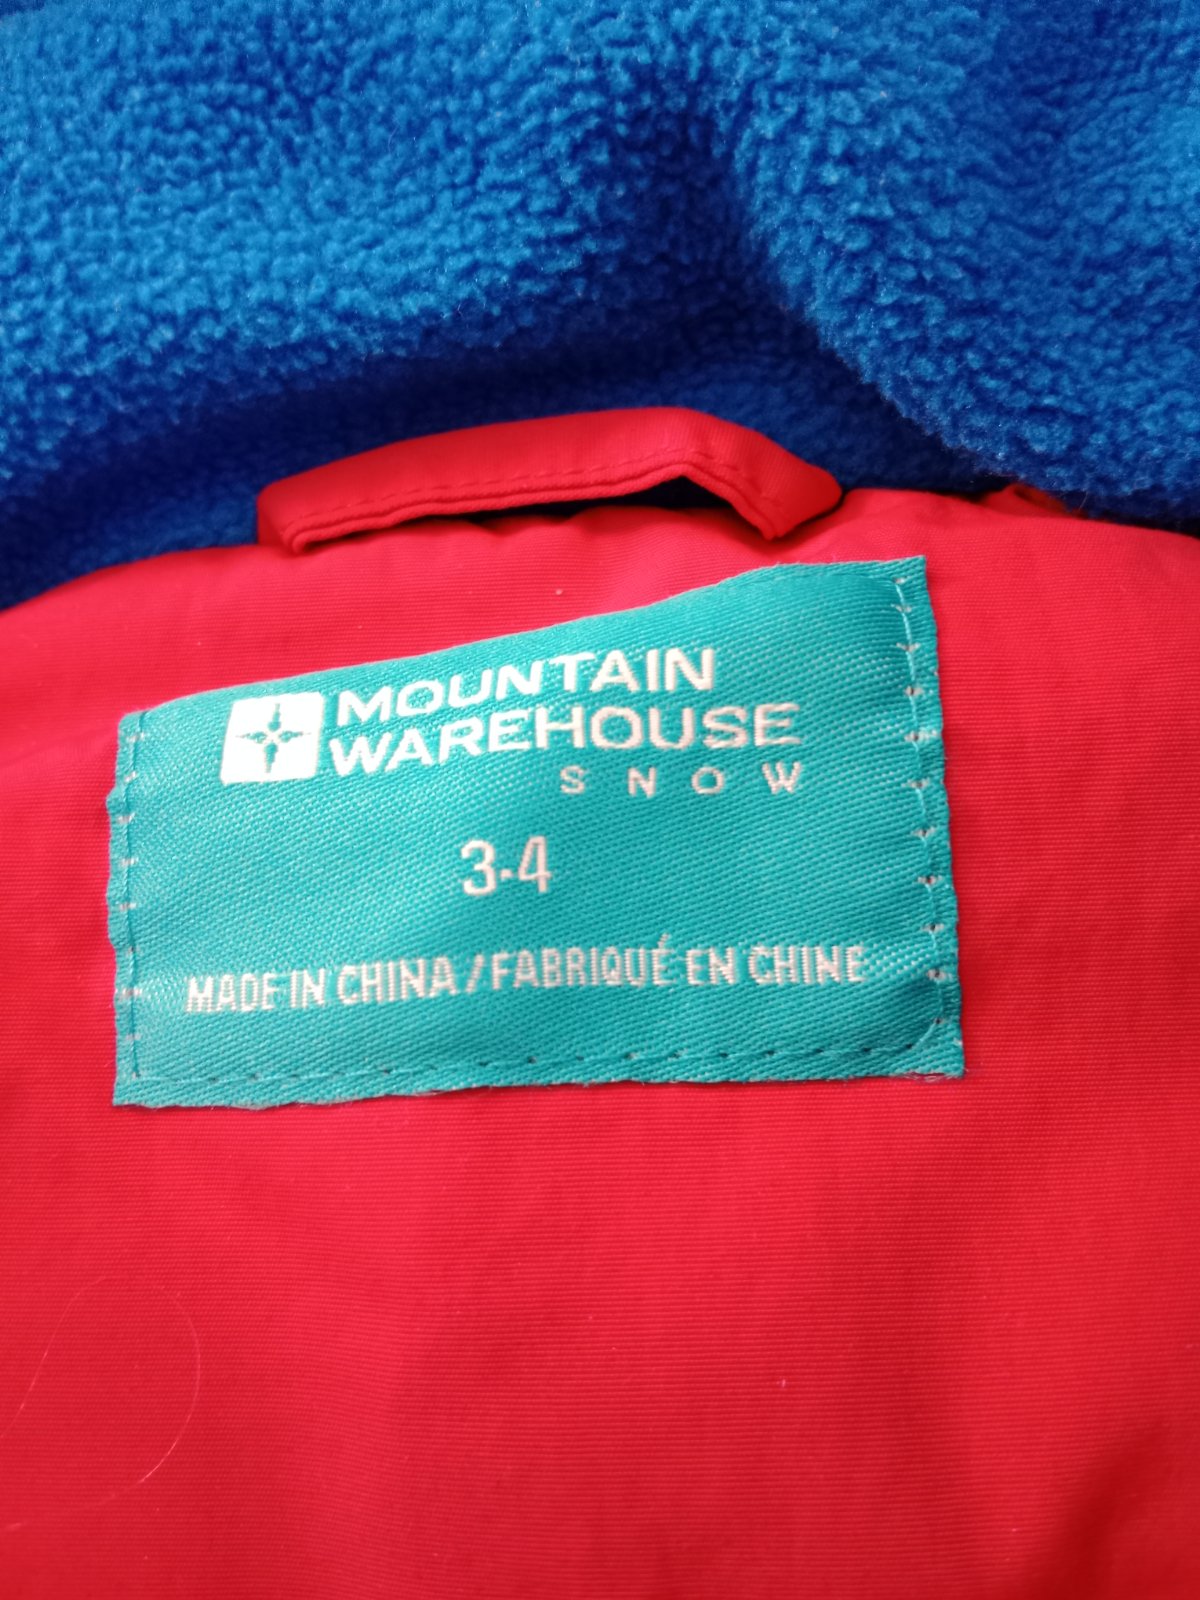 MOUNTAIN
WAREHOUSE
SNOW
3-4
MADE IN CHINA / FABRIQUÉ EN CHINE